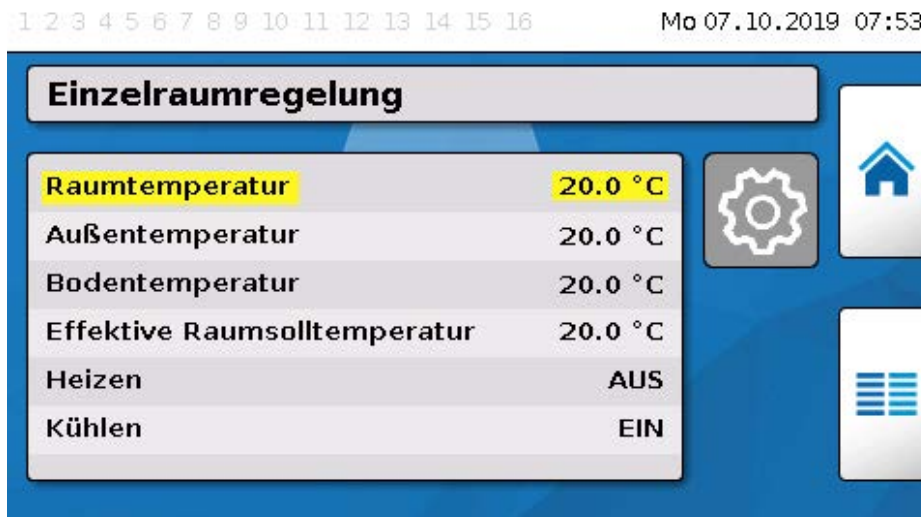 1 2 3 4 5 6 7 8 9 10 11 12 13 14 15 16 Mo 07.10.2019 07:53
Einzelraumregelung
Raumtemperatur 20.0 °C
Außentemperatur 20.0 °C
Bodentemperatur 20.0 °C
Effektive Raumsolltemperatur 20.0 °C
Heizen AUS
Kühlen EIN